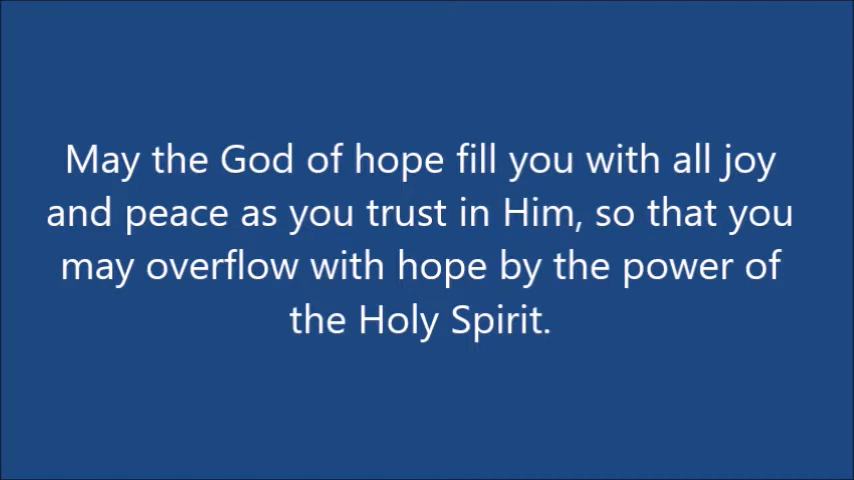 May the God of hope fill you with all joy
and peace as you trust in Him, so that you
may overflow with hope by the power of
the Holy Spirit.